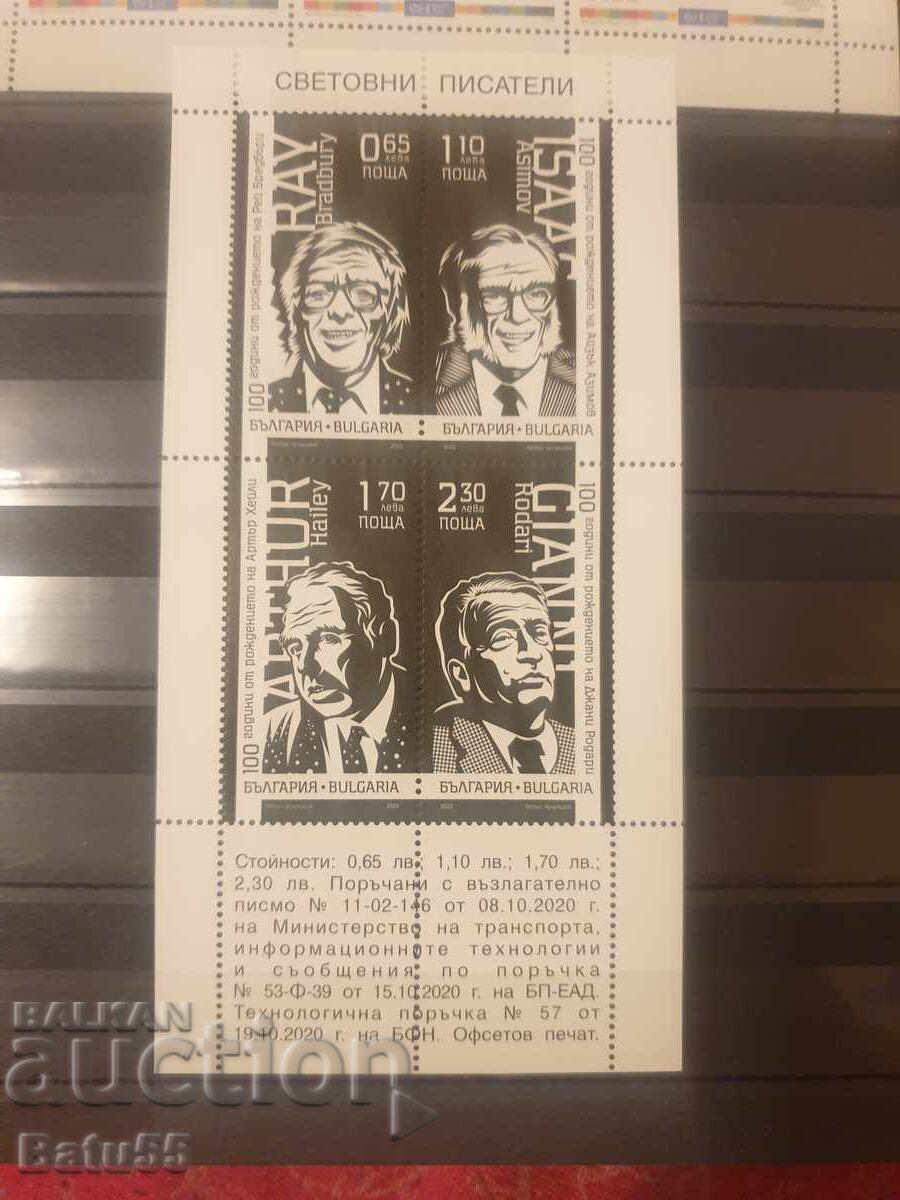 СВЕТОВНИ ПИСАТЕЛИ
100 години от рождението на Рей Бредбъри
RAY
Bradbury
0.65
лева
ПОЩА
БЪЛГАРИЯ • BULGARIA
1.10
лева
ПОЩА
ISAAC
Asimov
100 години от рождението на Айзък Азимов
БЪЛГАРИЯ • BULGARIA
2020
2020
100 години от рождението на Артър Хейли
ARTHUR
Hailey
1.70
лева
ПОЩА
БЪЛГАРИЯ • BULGARIA
2.30
лева
ПОЩА
GIANNI
Rodari
100 години от рождението на Джани Родари
БЪЛГАРИЯ • BULGARIA
2020
2020
Стойности: 0,65 лв.; 1,10 лв.; 1,70 лв.;
2,30 лв. Поръчани с възлагателно
писмо № 11-02-146 от 08.10.2020 г.
на Министерство на транспорта,
информационните технологии
и съобщения по поръчка
№ 53-Ф-39 от 15.10.2020 г. на БП-ЕАД.
Технологична поръчка № 57 от
19.10.2020 г. на БФН. Офсетов печат.
BALKAN
auction
Batu55